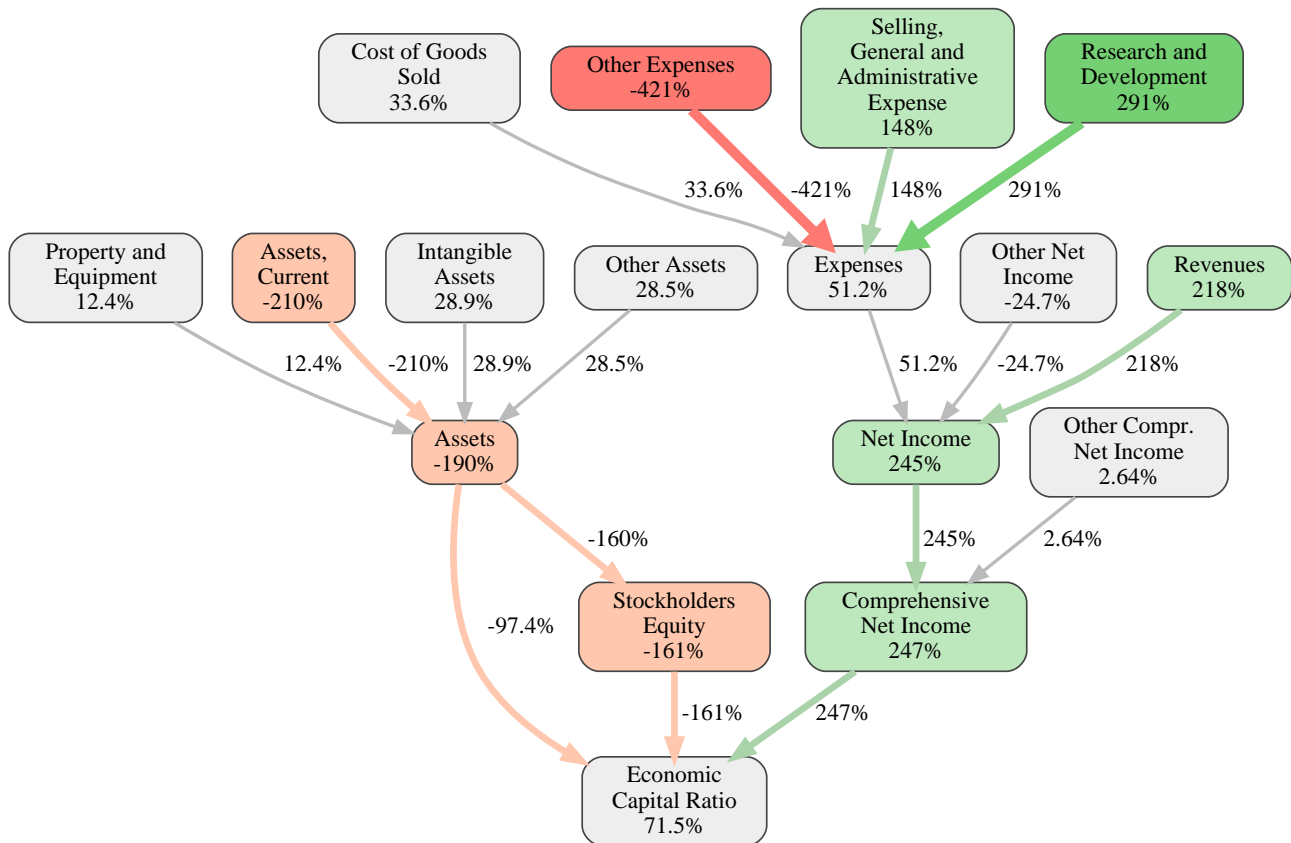 Cost of Goods
Sold
33.6%
Other Expenses
-421%
Selling,
General and
Administrative
Expense
148%
Research and
Development
291%
33.6%
-421%
148%
291%
Property and
Equipment
12.4%
Assets,
Current
-210%
Intangible
Assets
28.9%
Other Assets
28.5%
Expenses
51.2%
Other Net
Income
-24.7%
Revenues
218%
12.4%
-210%
28.9%
28.5%
51.2%
-24.7%
218%
Assets
-190%
Net Income
245%
Other Compr.
Net Income
2.64%
-160%
245%
2.64%
-97.4%
Stockholders
Equity
-161%
Comprehensive
Net Income
247%
-161%
247%
Economic
Capital Ratio
71.5%